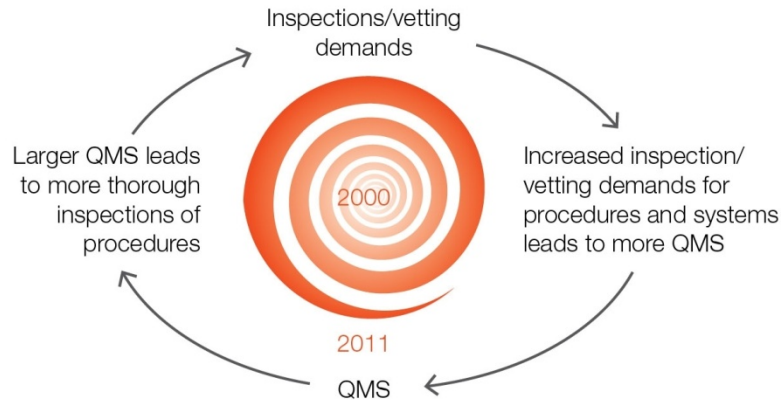 Inspections/vetting
demands
Increased inspection/
vetting demands for
procedures and systems
leads to more QMS
QMS
Larger QMS leads
to more thorough
inspections of
procedures
2000
2011